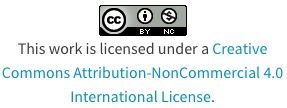 cc BY NC
This work is licensed under a Creative
Commons Attribution-NonCommercial 4.0
International License.